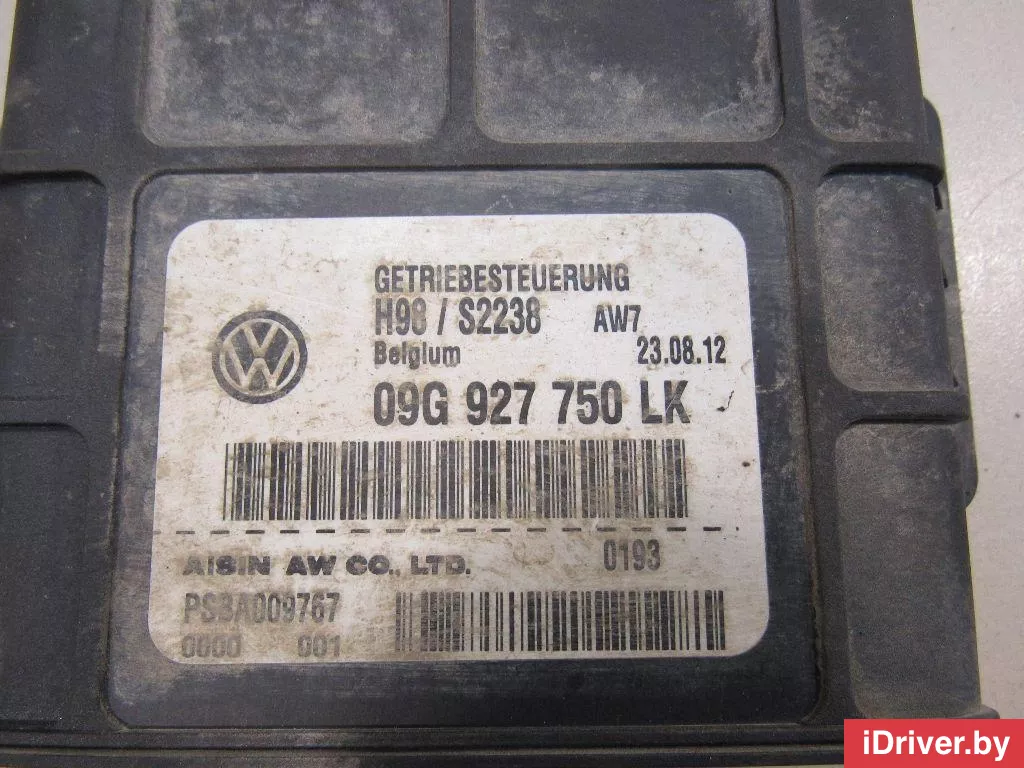 GETRIEBESTEUERUNG
H98 / S2238 AW7
Belgium 23.08.12
09G 927 750 LK
AISIN AW CO., LTD. 0193
PS3A009767
0000 001
iDriver.by